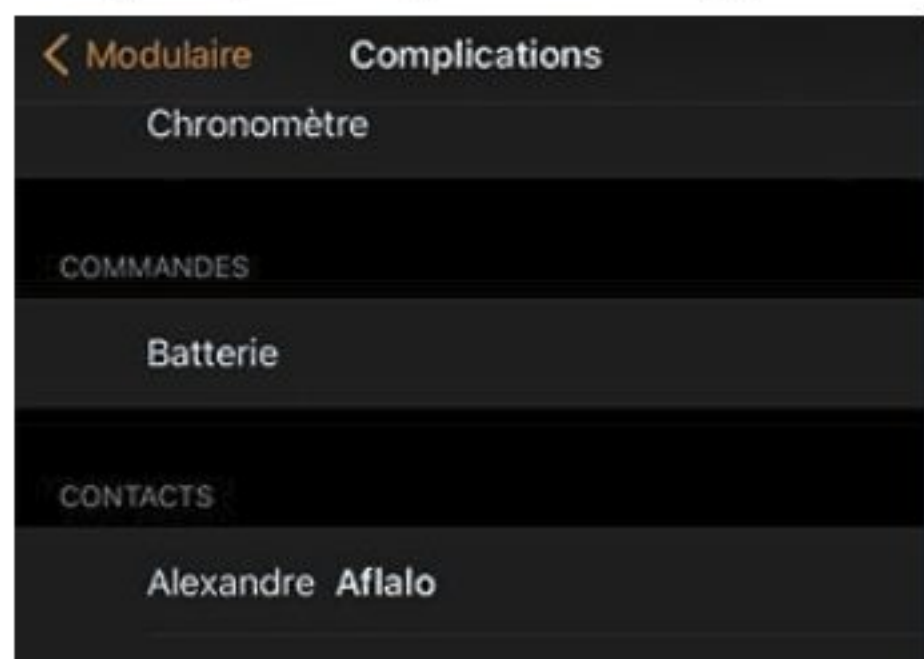 Modulaire Complications
Chronomètre
COMMANDES
Batterie
CONTACTS
Alexandre Aflalo